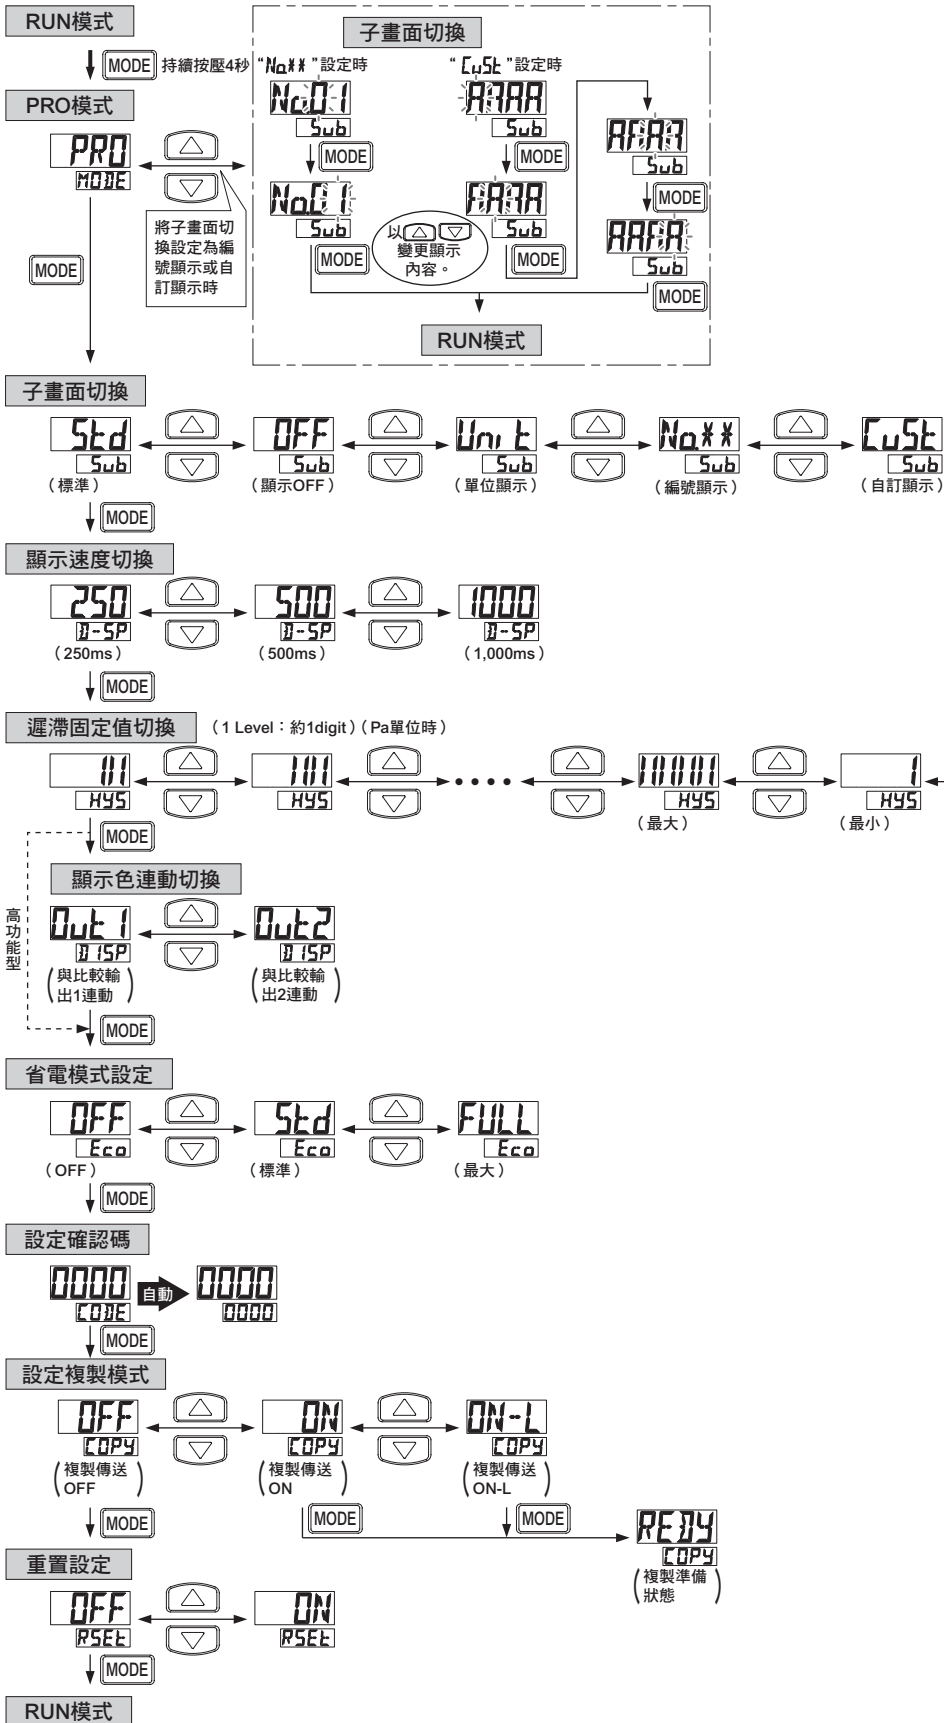 RUN模式
MODE 持續按壓4秒
PRO模式
PRO
MODE
將子畫面切
換設定為編
號顯示或自
訂顯示時
MODE
子畫面切換
“No.**”設定時
“CuSt”設定時
No.01
Sub
MODE
No.01
Sub
MODE
AAAA
Sub
MODE
AAAA
Sub
MODE
以
變更顯示
內容。
AAAA
Sub
MODE
AAAA
Sub
MODE
RUN模式
子畫面切換
Std
Sub
(標準)
OFF
Sub
(顯示OFF)
Unit
Sub
(單位顯示)
No.**
Sub
(編號顯示)
CuSt
Sub
(自訂顯示)
MODE
顯示速度切換
250
D-SP
(250ms)
500
D-SP
(500ms)
1000
D-SP
(1,000ms)
MODE
遲滯固定值切換 (1 Level:約1digit)(Pa單位時)
HYS
HYS
••••
HYS
(最大)
HYS
(最小)
MODE
高功能型
顯示色連動切換
Out1
DISP
(與比較輸
出1連動)
Out2
DISP
(與比較輸
出2連動)
MODE
省電模式設定
OFF
Eco
(OFF)
Std
Eco
(標準)
FULL
Eco
(最大)
MODE
設定確認碼
0000
CODE
自動
0000
0000
MODE
設定複製模式
OFF
COPY
(複製傳送
OFF)
ON
COPY
(複製傳送
ON)
ON-L
COPY
(複製傳送
ON-L)
MODE
MODE
MODE
REDY
COPY
(複製準備
狀態)
重置設定
OFF
RSEt
ON
RSEt
MODE
RUN模式